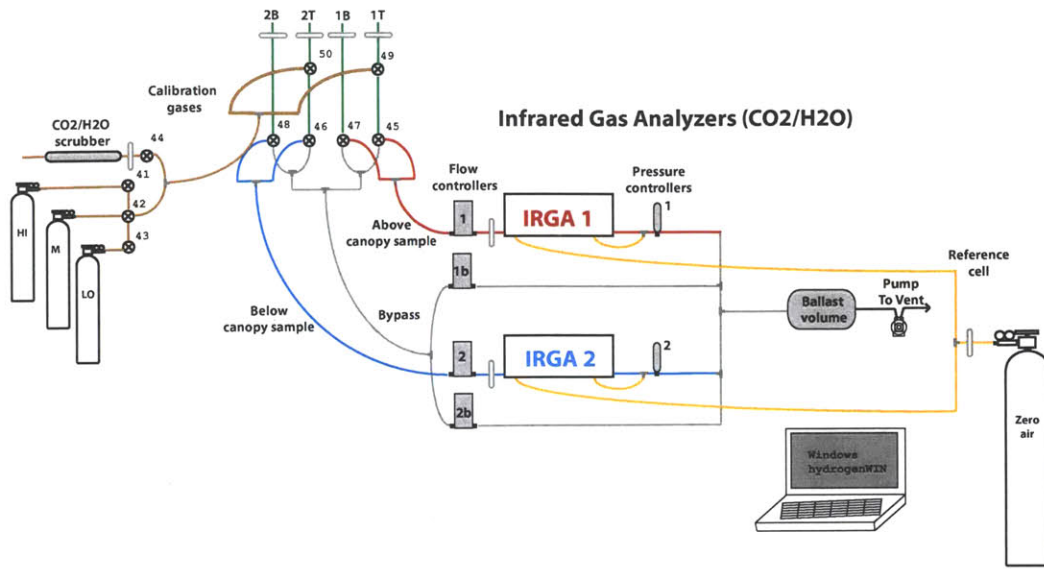 2B 2T 1B 1T
50
49
Calibration
gases
48 46 47 45
Infrared Gas Analyzers (CO2/H2O)
CO2/H2O
scrubber
44
41
42
43
HI
M
LO
Flow
controllers
Pressure
controllers
1
IRGA 1
1
Above
canopy sample
1b
Reference
cell
Below
canopy sample
Bypass
Ballast
volume
Pump
To Vent
2
IRGA 2
2
2b
Zero
air
Windows
hydrogenWIN